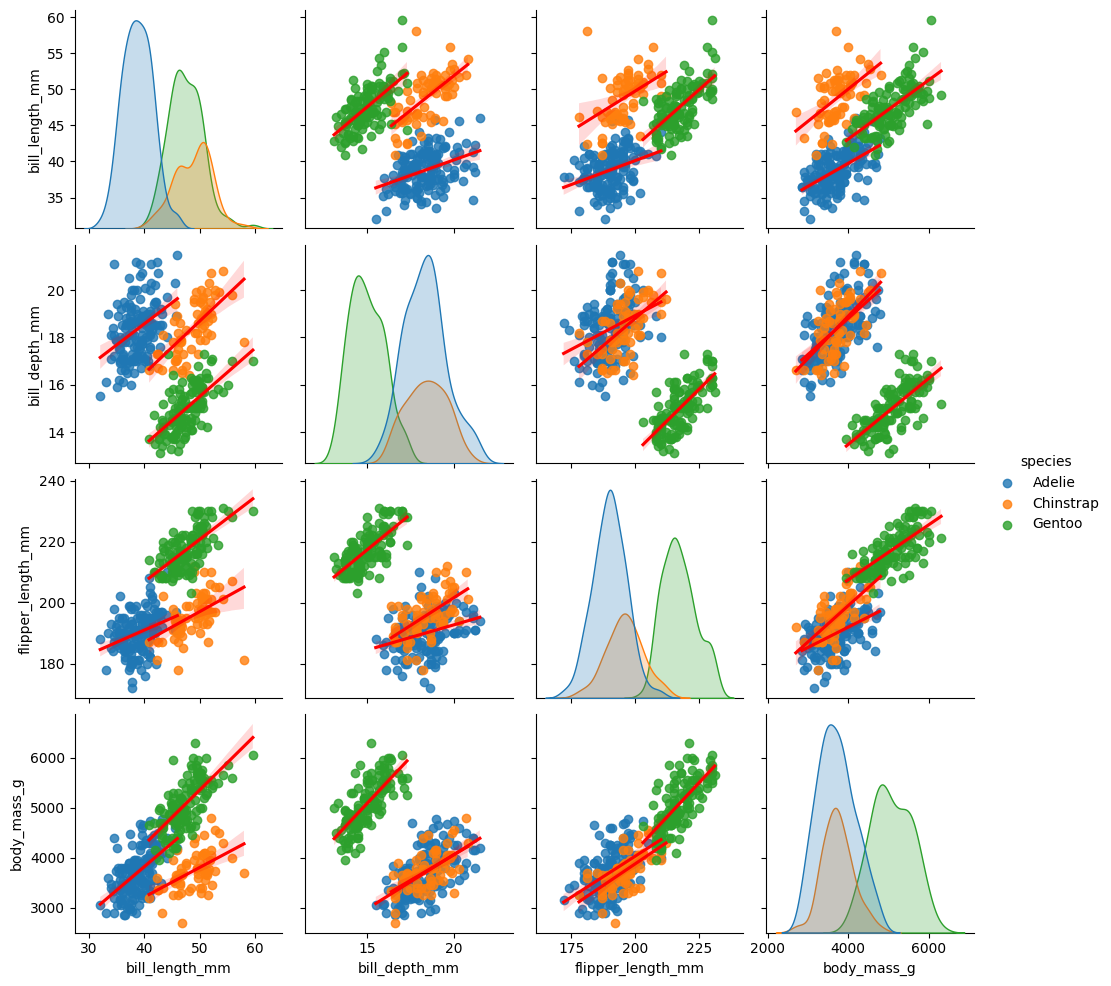 60
55
50
45
40
35
bill_length_mm
20
18
16
14
bill_depth_mm
species
Adelie
Chinstrap
Gentoo
240
220
200
180
flipper_length_mm
6000
5000
4000
3000
body_mass_g
30 40 50 60 15 20 175 200 225 2000 4000 6000
bill_length_mm bill_depth_mm flipper_length_mm body_mass_g